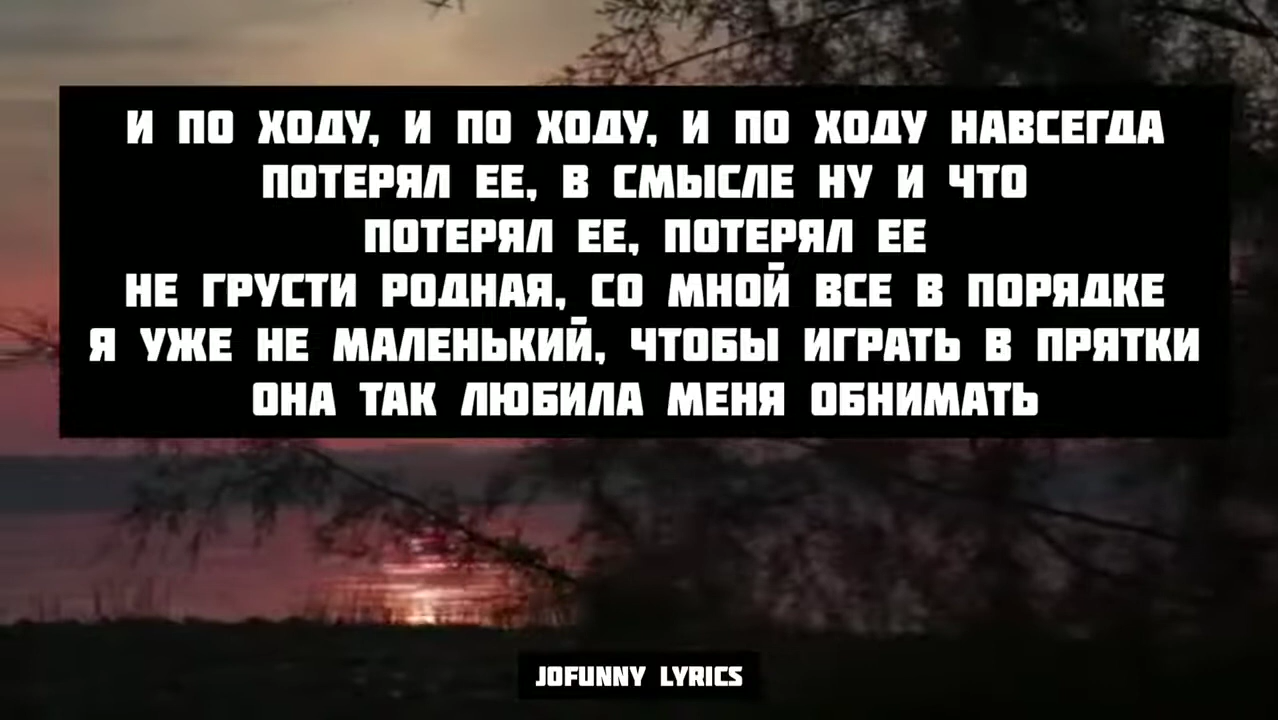 И ПО ХОДУ, И ПО ХОДУ, И ПО ХОДУ НАВСЕГДА
ПОТЕРЯЛ ЕЕ, В СМЫСЛЕ НУ И ЧТО
ПОТЕРЯЛ ЕЕ, ПОТЕРЯЛ ЕЕ
НЕ ГРУСТИ РОДНАЯ, СО МНОЙ ВСЕ В ПОРЯДКЕ
Я УЖЕ НЕ МАЛЕНЬКИЙ, ЧТОБЫ ИГРАТЬ В ПРЯТКИ
ОНА ТАК ЛЮБИЛА МЕНЯ ОБНИМАТЬ
JOFUNNY LYRICS